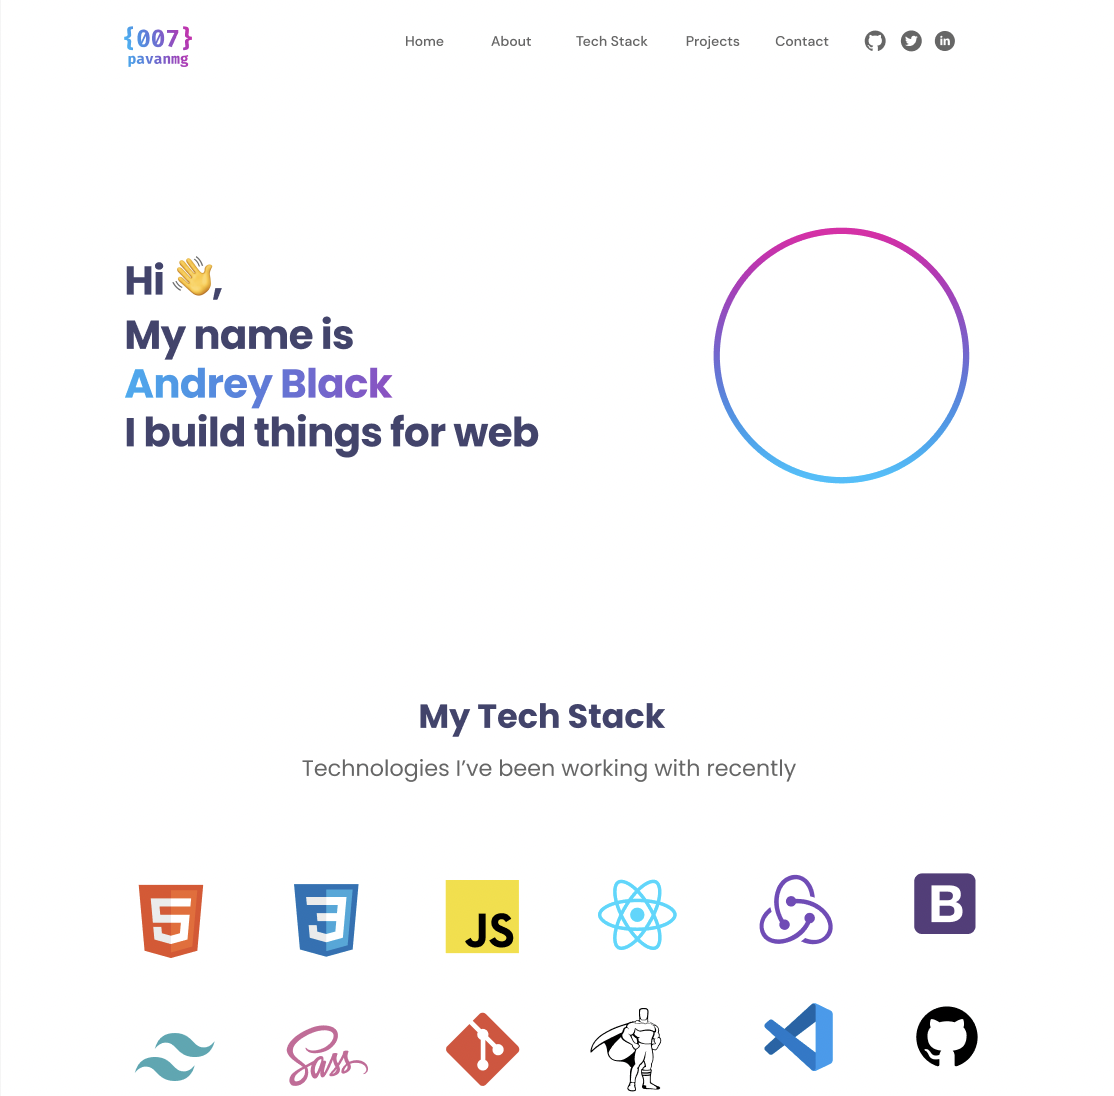 {007}
pavanmg
Home About Tech Stack Projects Contact
in
Hi 👋,
My name is
Andrey Black
I build things for web
My Tech Stack
Technologies I’ve been working with recently
5 3 JS B
Sass